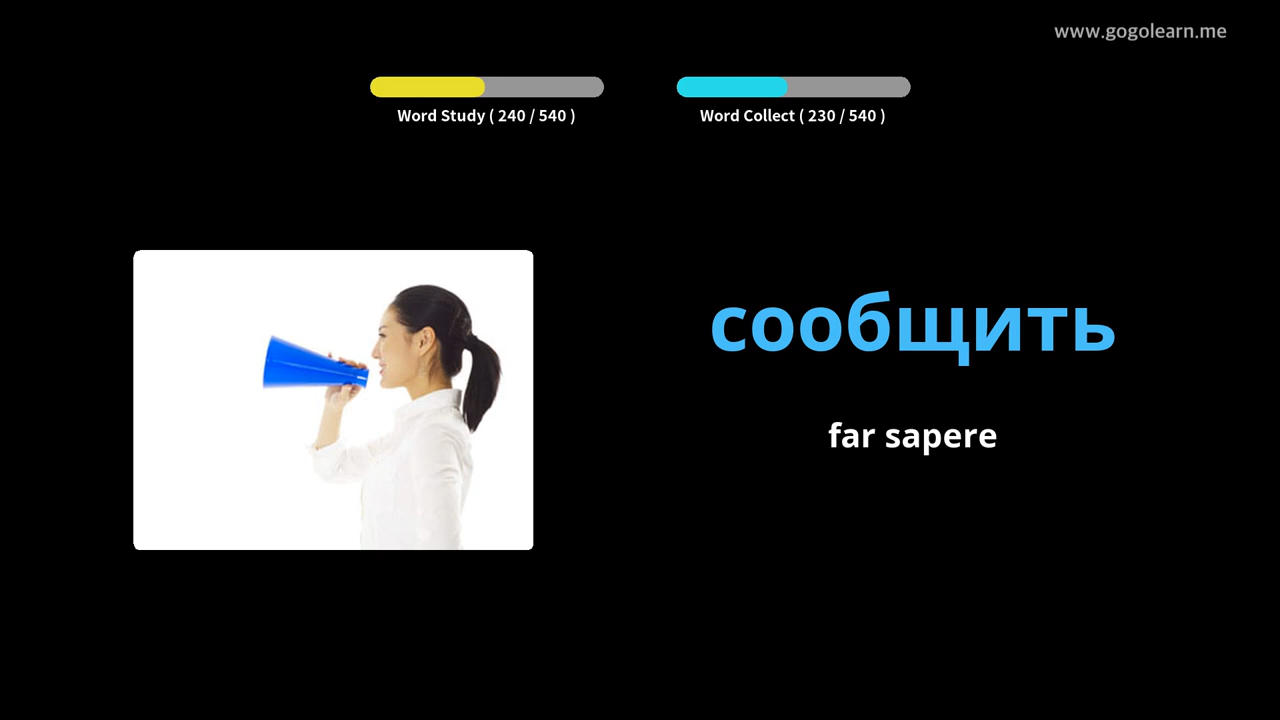 www.gogolearn.me
Word Study ( 240 / 540 )
Word Collect ( 230 / 540 )
сообщить
far sapere